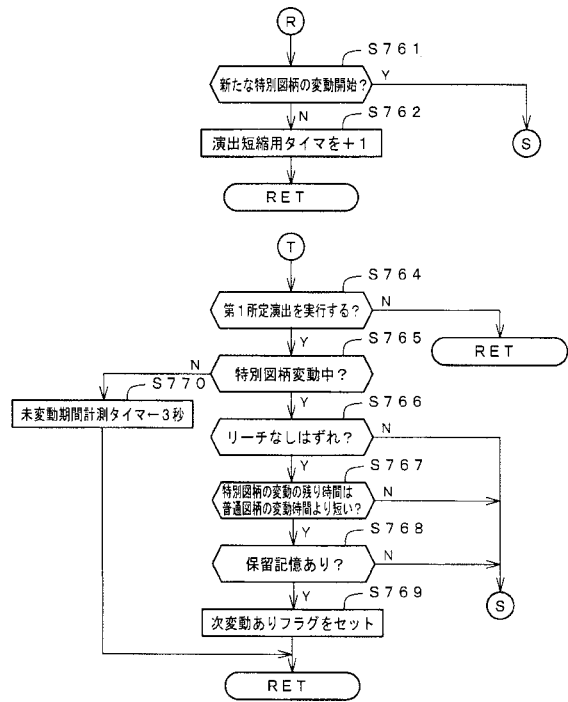 R
S761
新たな特別図柄の変動開始?
Y
N
S762
演出短縮用タイマを+1
S
RET
T
S764
第1所定演出を実行する?
N
Y
S765
RET
特別図柄変動中?
N
S770
未変動期間計測タイマ←3秒
Y
S766
リーチなしはずれ?
N
Y
S767
特別図柄の変動の残り時間は
普通図柄の変動時間より短い?
N
Y
S768
保留記憶あり?
N
Y
S769
S
次変動ありフラグをセット
RET